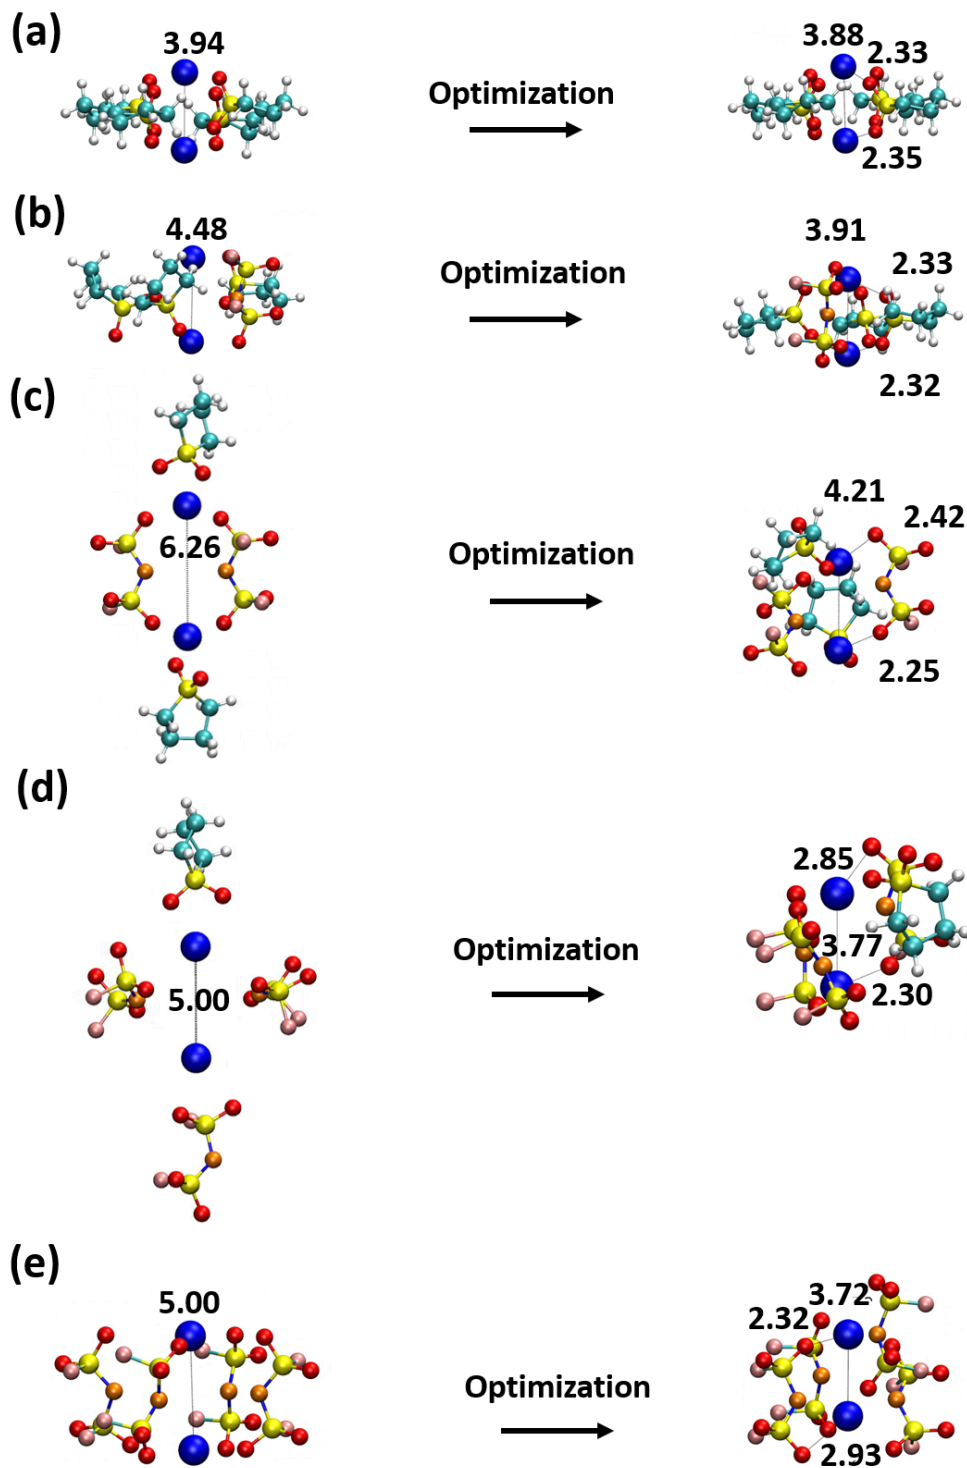 (a)
3.94
Optimization
3.88
2.33
2.35
(b)
4.48
Optimization
3.91
2.33
2.32
(c)
6.26
Optimization
4.21
2.42
2.25
(d)
5.00
Optimization
2.85
3.77
2.30
(e)
5.00
Optimization
3.72
2.32
2.93